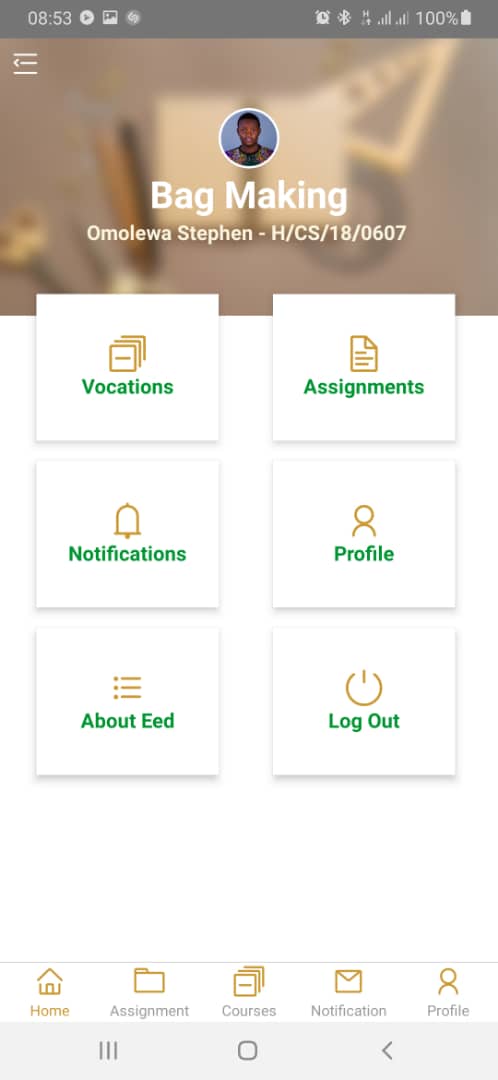 08:53 100%
Bag Making
Omolewa Stephen - H/CS/18/0607
Vocations Assignments
Notifications Profile
About Eed Log Out
Home Assignment Courses Notification Profile